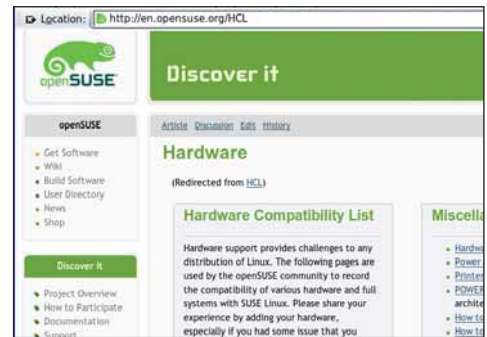 Location: http://en.opensuse.org/HCL
openSUSE
Discover it
openSUSE
Get Software
Wiki
Build Software
User Directory
News
Shop
Discover it
Project Overview
How to Participate
Documentation
Support
Article Discussion Edit History
Hardware
(Redirected from HCL)
Hardware Compatibility List
Hardware support provides challenges to any
distribution of Linux. The following pages are
used by the openSUSE community to record
the compatibility of various hardware and full
systems with SUSE Linux. Please share your
experience by adding your hardware,
especially if you had some issue that you
Miscella
Hardwa
Power
Printer
POWER
archite
How to
How to